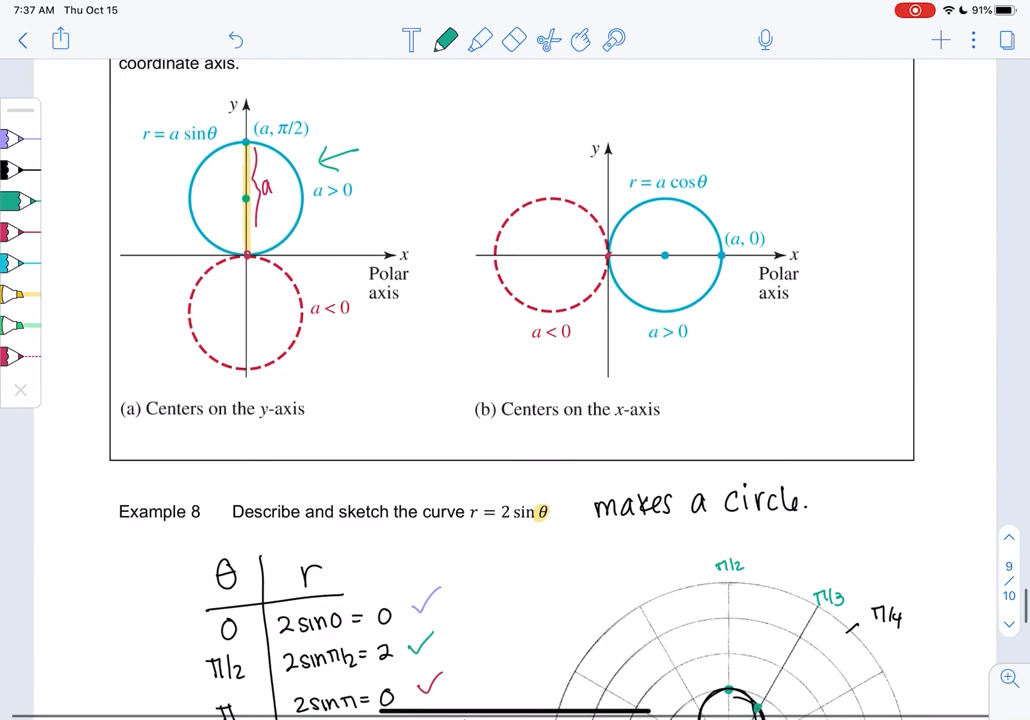 7:37 AM Thu Oct 15
91%
T
coordinate axis.
y
r = a sinθ
(a, π/2)
a
a > 0
x
Polar
axis
a < 0
(a) Centers on the y-axis
y
r = a cosθ
(a, 0)
x
Polar
axis
a < 0
a > 0
(b) Centers on the x-axis
Example 8 Describe and sketch the curve r = 2 sin θ
makes a circle.
θ r
0 2sin0 = 0
π/2 2sinπ/2 = 2
π 2sinπ = 0
π/2
π/3
π/4
9
/
10